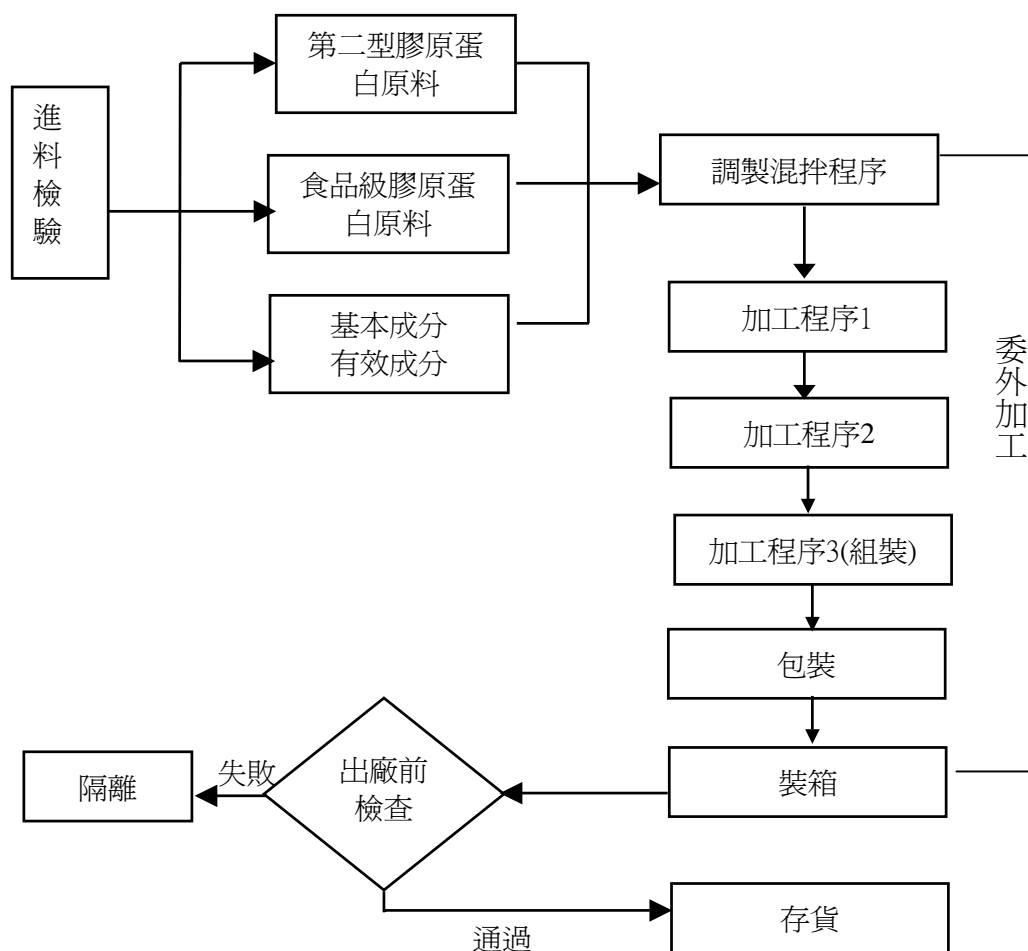 進料檢驗
第二型膠原蛋
白原料
食品級膠原蛋
白原料
基本成分
有效成分
調製混拌程序
加工程序1
加工程序2
加工程序3(組裝)
包裝
裝箱
委外加工
出廠前
檢查
失敗
隔離
通過
存貨